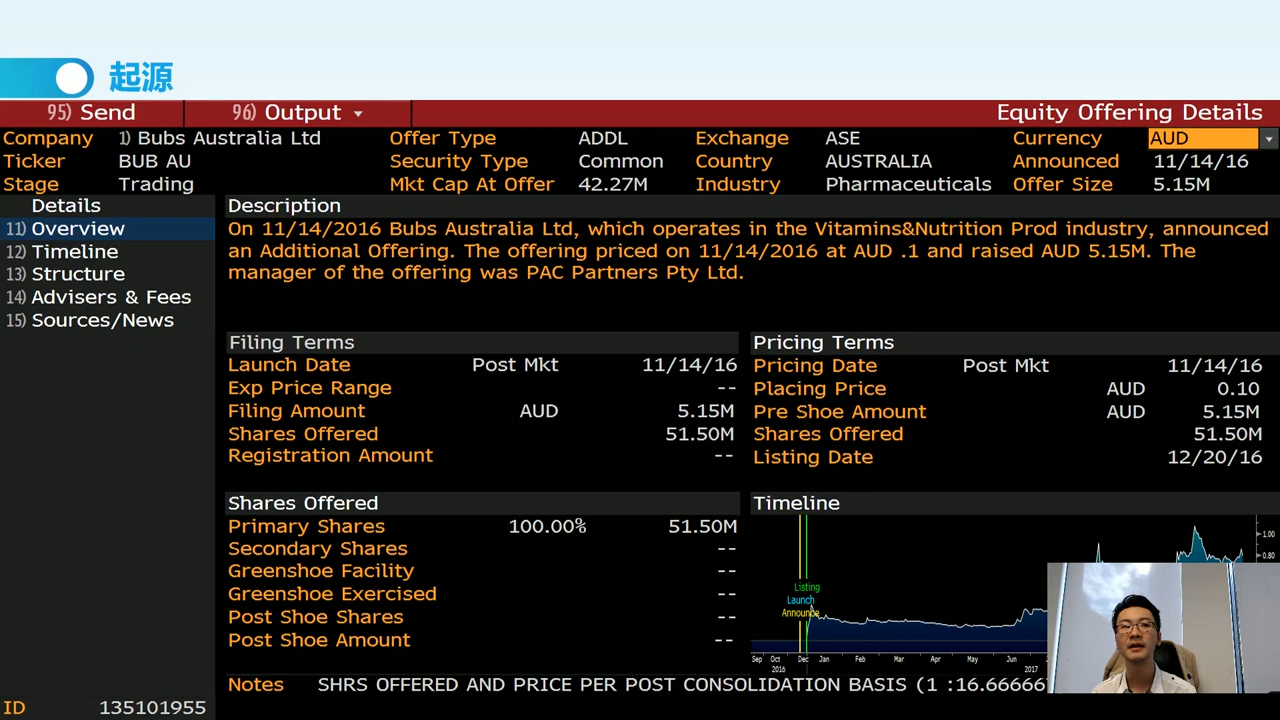 起源
95) Send 96) Output Equity Offering Details
Company 1) Bubs Australia Ltd Offer Type ADDL Exchange ASE Currency AUD
Ticker BUB AU Security Type Common Country AUSTRALIA Announced 11/14/16
Stage Trading Mkt Cap At Offer 42.27M Industry Pharmaceuticals Offer Size 5.15M
Details
11) Overview
12) Timeline
13) Structure
14) Advisers & Fees
15) Sources/News
Description
On 11/14/2016 Bubs Australia Ltd, which operates in the Vitamins&Nutrition Prod industry, announced
an Additional Offering. The offering priced on 11/14/2016 at AUD .1 and raised AUD 5.15M. The
manager of the offering was PAC Partners Pty Ltd.
Filing Terms
Launch Date Post Mkt 11/14/16
Exp Price Range --
Filing Amount AUD 5.15M
Shares Offered 51.50M
Registration Amount --
Pricing Terms
Pricing Date Post Mkt 11/14/16
Placing Price AUD 0.10
Pre Shoe Amount AUD 5.15M
Shares Offered 51.50M
Listing Date 12/20/16
Shares Offered
Primary Shares 100.00% 51.50M
Secondary Shares --
Greenshoe Facility --
Greenshoe Exercised --
Post Shoe Shares --
Post Shoe Amount --
Timeline
1.00
0.80
Listing
Launch
Announce
Sep Oct Dec Jan Feb Mar Apr May Jun
2016 2017
Notes SHRS OFFERED AND PRICE PER POST CONSOLIDATION BASIS (1 :16.66666
ID 135101955